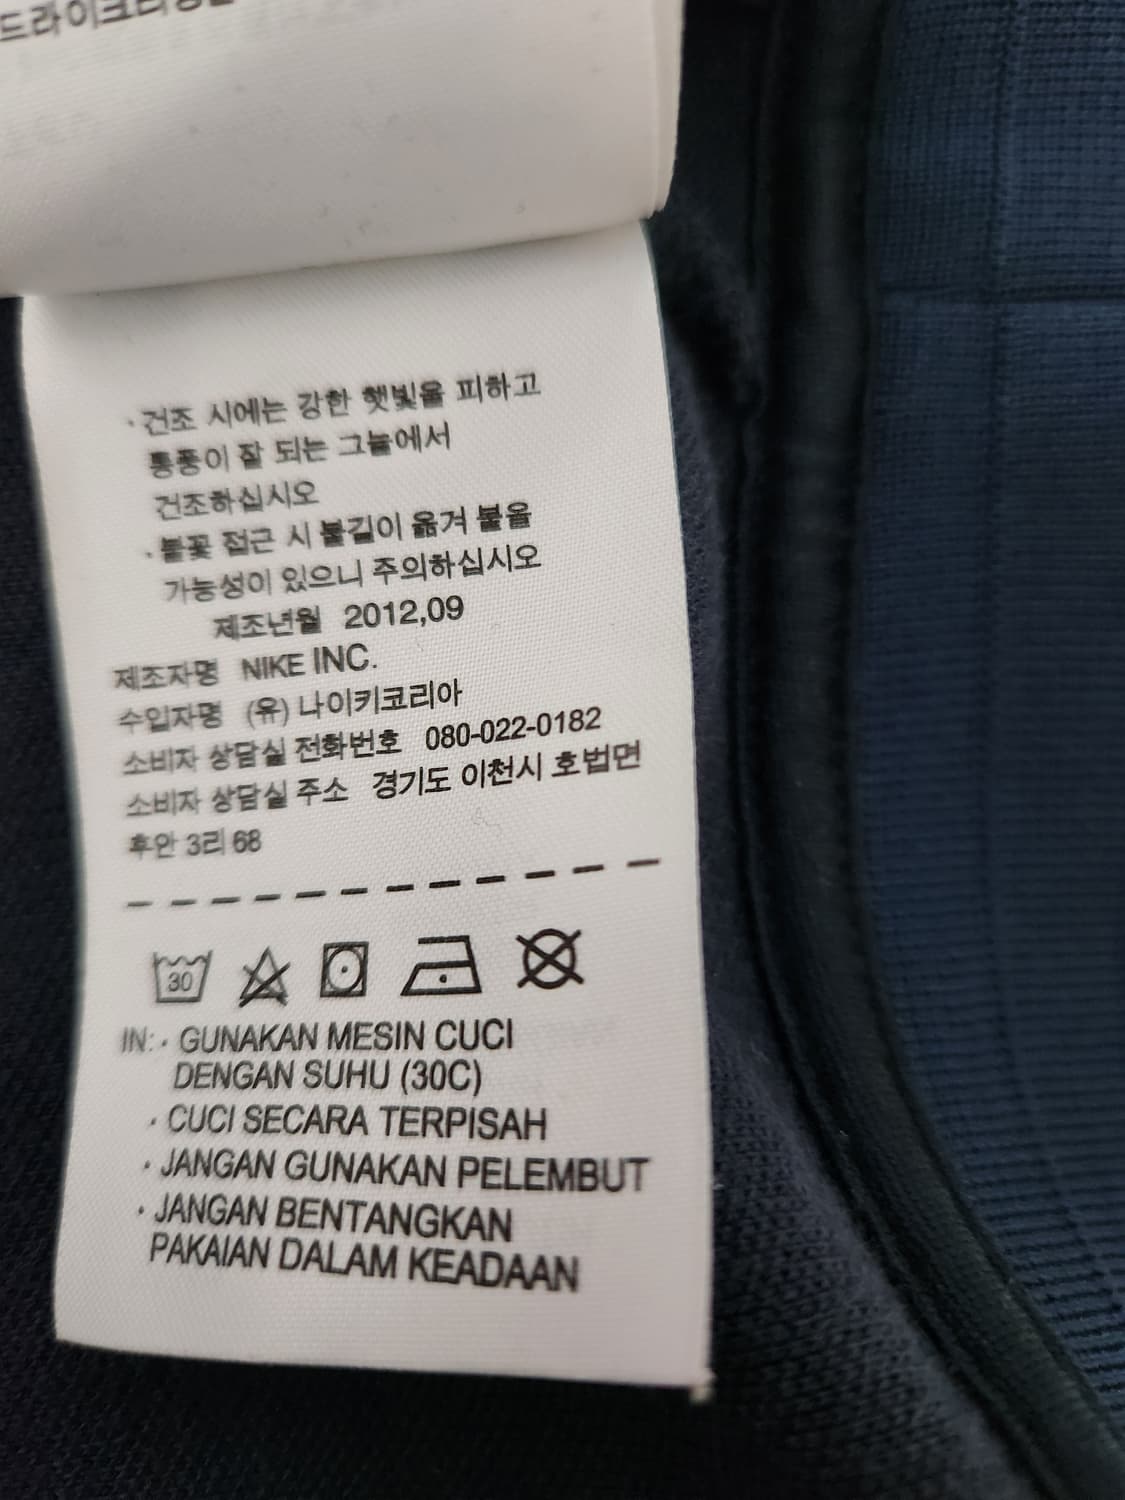 · 건조 시에는 강한 햇빛을 피하고
통풍이 잘 되는 그늘에서
건조하십시오
· 불꽃 접근 시 불길이 옮겨 붙을
가능성이 있으니 주의하십시오
제조년월 2012,09
제조자명 NIKE INC.
수입자명 (유) 나이키코리아
소비자 상담실 전화번호 080-022-0182
소비자 상담실 주소 경기도 이천시 호법면
후안 3리 68
30
IN: · GUNAKAN MESIN CUCI
DENGAN SUHU (30C)
· CUCI SECARA TERPISAH
· JANGAN GUNAKAN PELEMBUT
· JANGAN BENTANGKAN
PAKAIAN DALAM KEADAAN